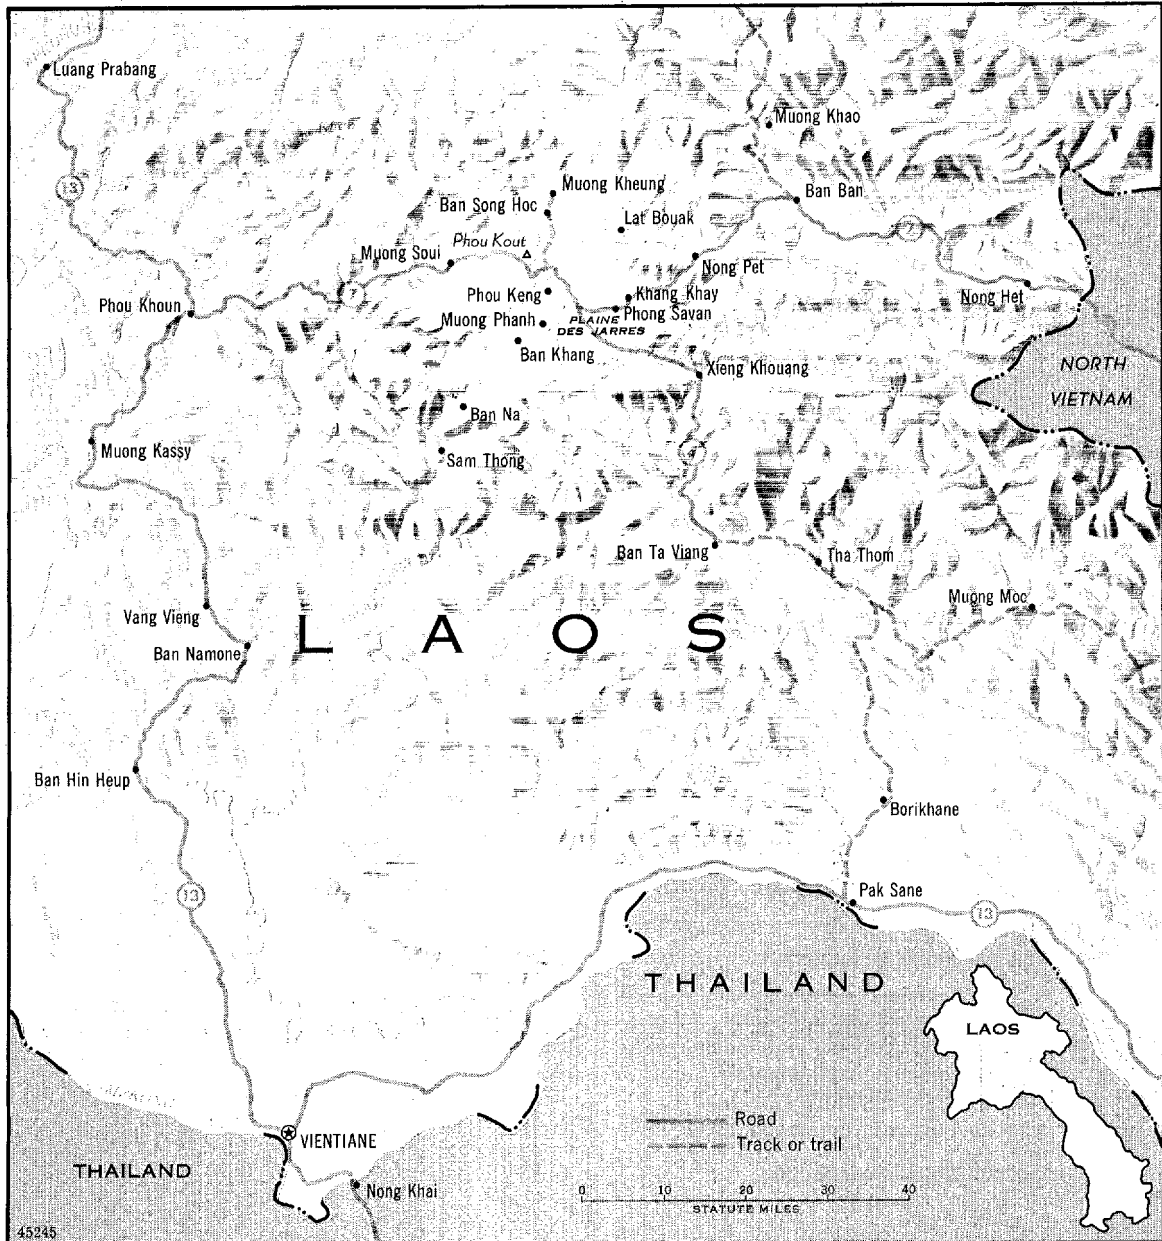 Luang Prabang
Muong Khao
13
Muong Kheung
Ban Ban
Ban Song Hoc
Lat Bouak
7
Phou Kout
Muong Soui
Nong Pet
Phou Keng
Khang Khay
Nong Het
7
Phou Khoun
Phong Savan
Muong Phanh
PLAINE
DES JARRES
Ban Khang
Xieng Khouang
NORTH
VIETNAM
Ban Na
Muong Kassy
Sam Thong
4
Ban Ta Viang
Tha Thom
Muong Moc
Vang Vieng
LAOS
Ban Namone
Ban Hin Heup
Borikhane
13
Pak Sane
13
THAILAND
LAOS
Road
VIENTIANE
Track or trail
THAILAND
Nong Khai
0 10 20 30 40
STATUTE MILES
45245